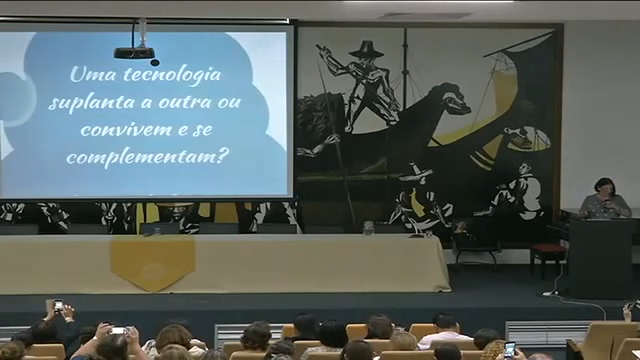 Uma tecnologia
suplanta a outra ou
convivem e se
complementam?